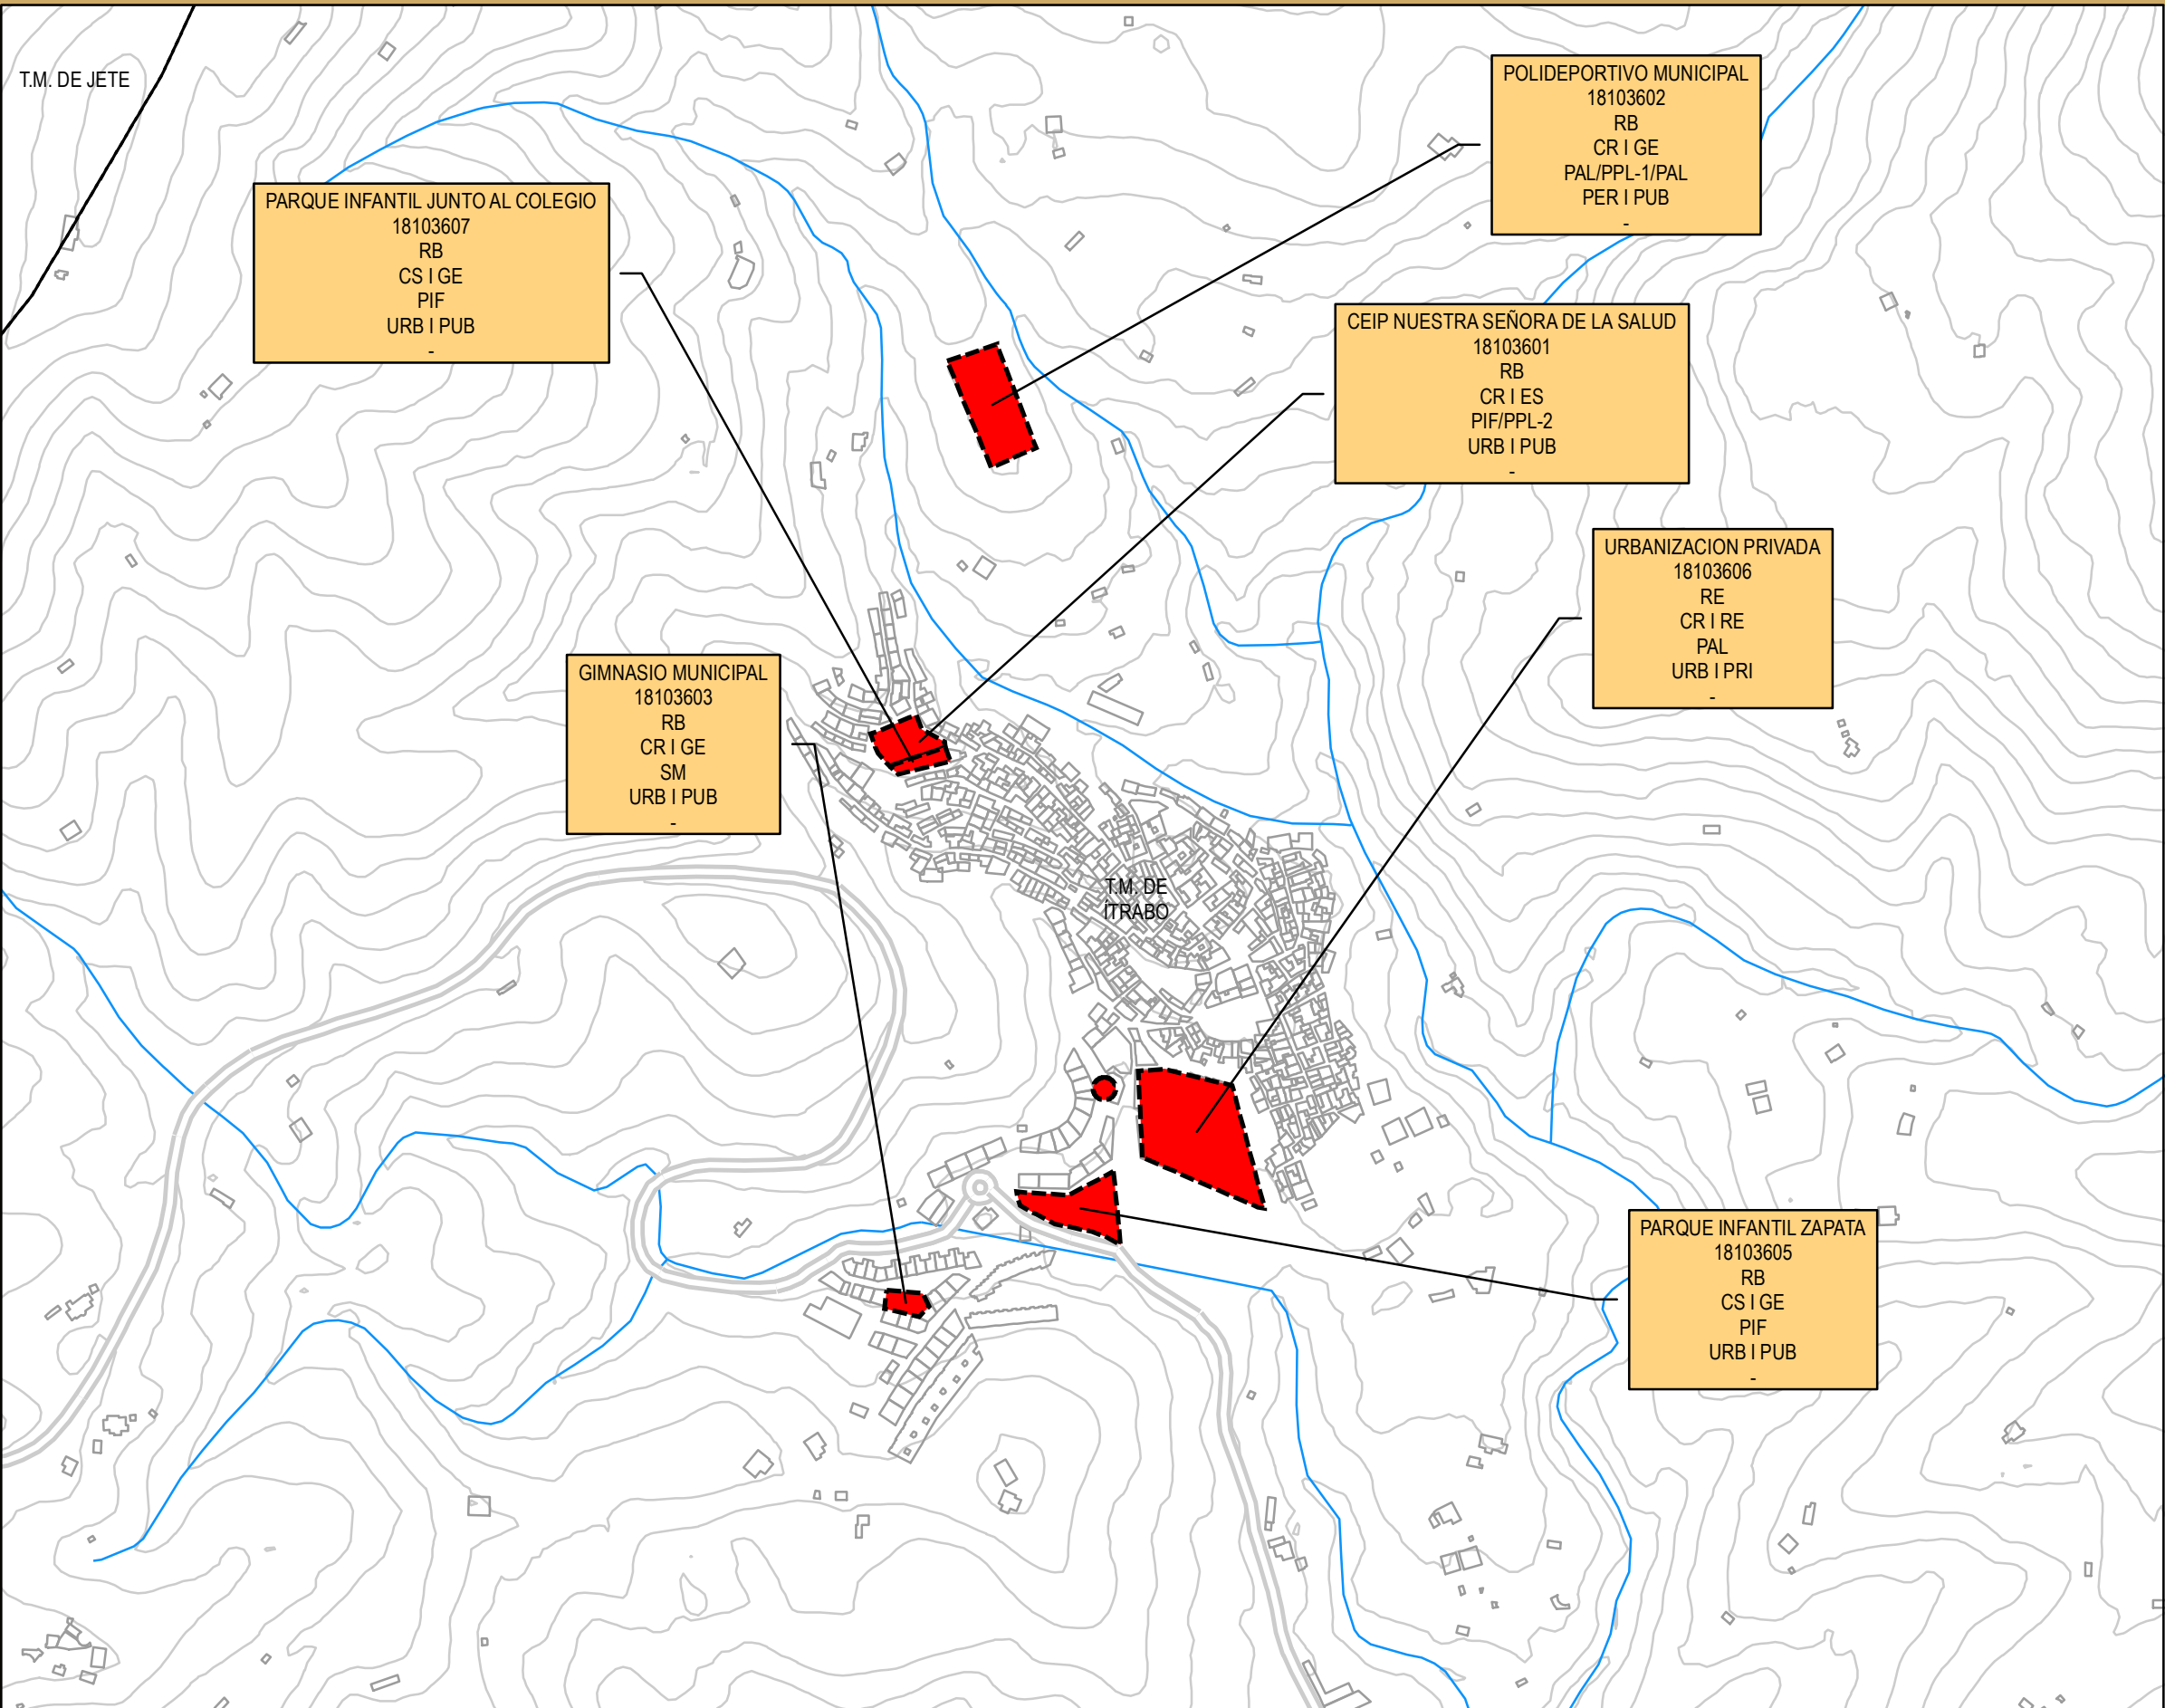 T.M. DE JETE
POLIDEPORTIVO MUNICIPAL
18103602
RB
CR I GE
PAL/PPL-1/PAL
PER I PUB
-
PARQUE INFANTIL JUNTO AL COLEGIO
18103607
RB
CS I GE
PIF
URB I PUB
-
CEIP NUESTRA SEÑORA DE LA SALUD
18103601
RB
CR I ES
PIF/PPL-2
URB I PUB
-
URBANIZACION PRIVADA
18103606
RE
CR I RE
PAL
URB I PRI
-
GIMNASIO MUNICIPAL
18103603
RB
CR I GE
SM
URB I PUB
-
T.M. DE
ÍTRABO
PARQUE INFANTIL ZAPATA
18103605
RB
CS I GE
PIF
URB I PUB
-